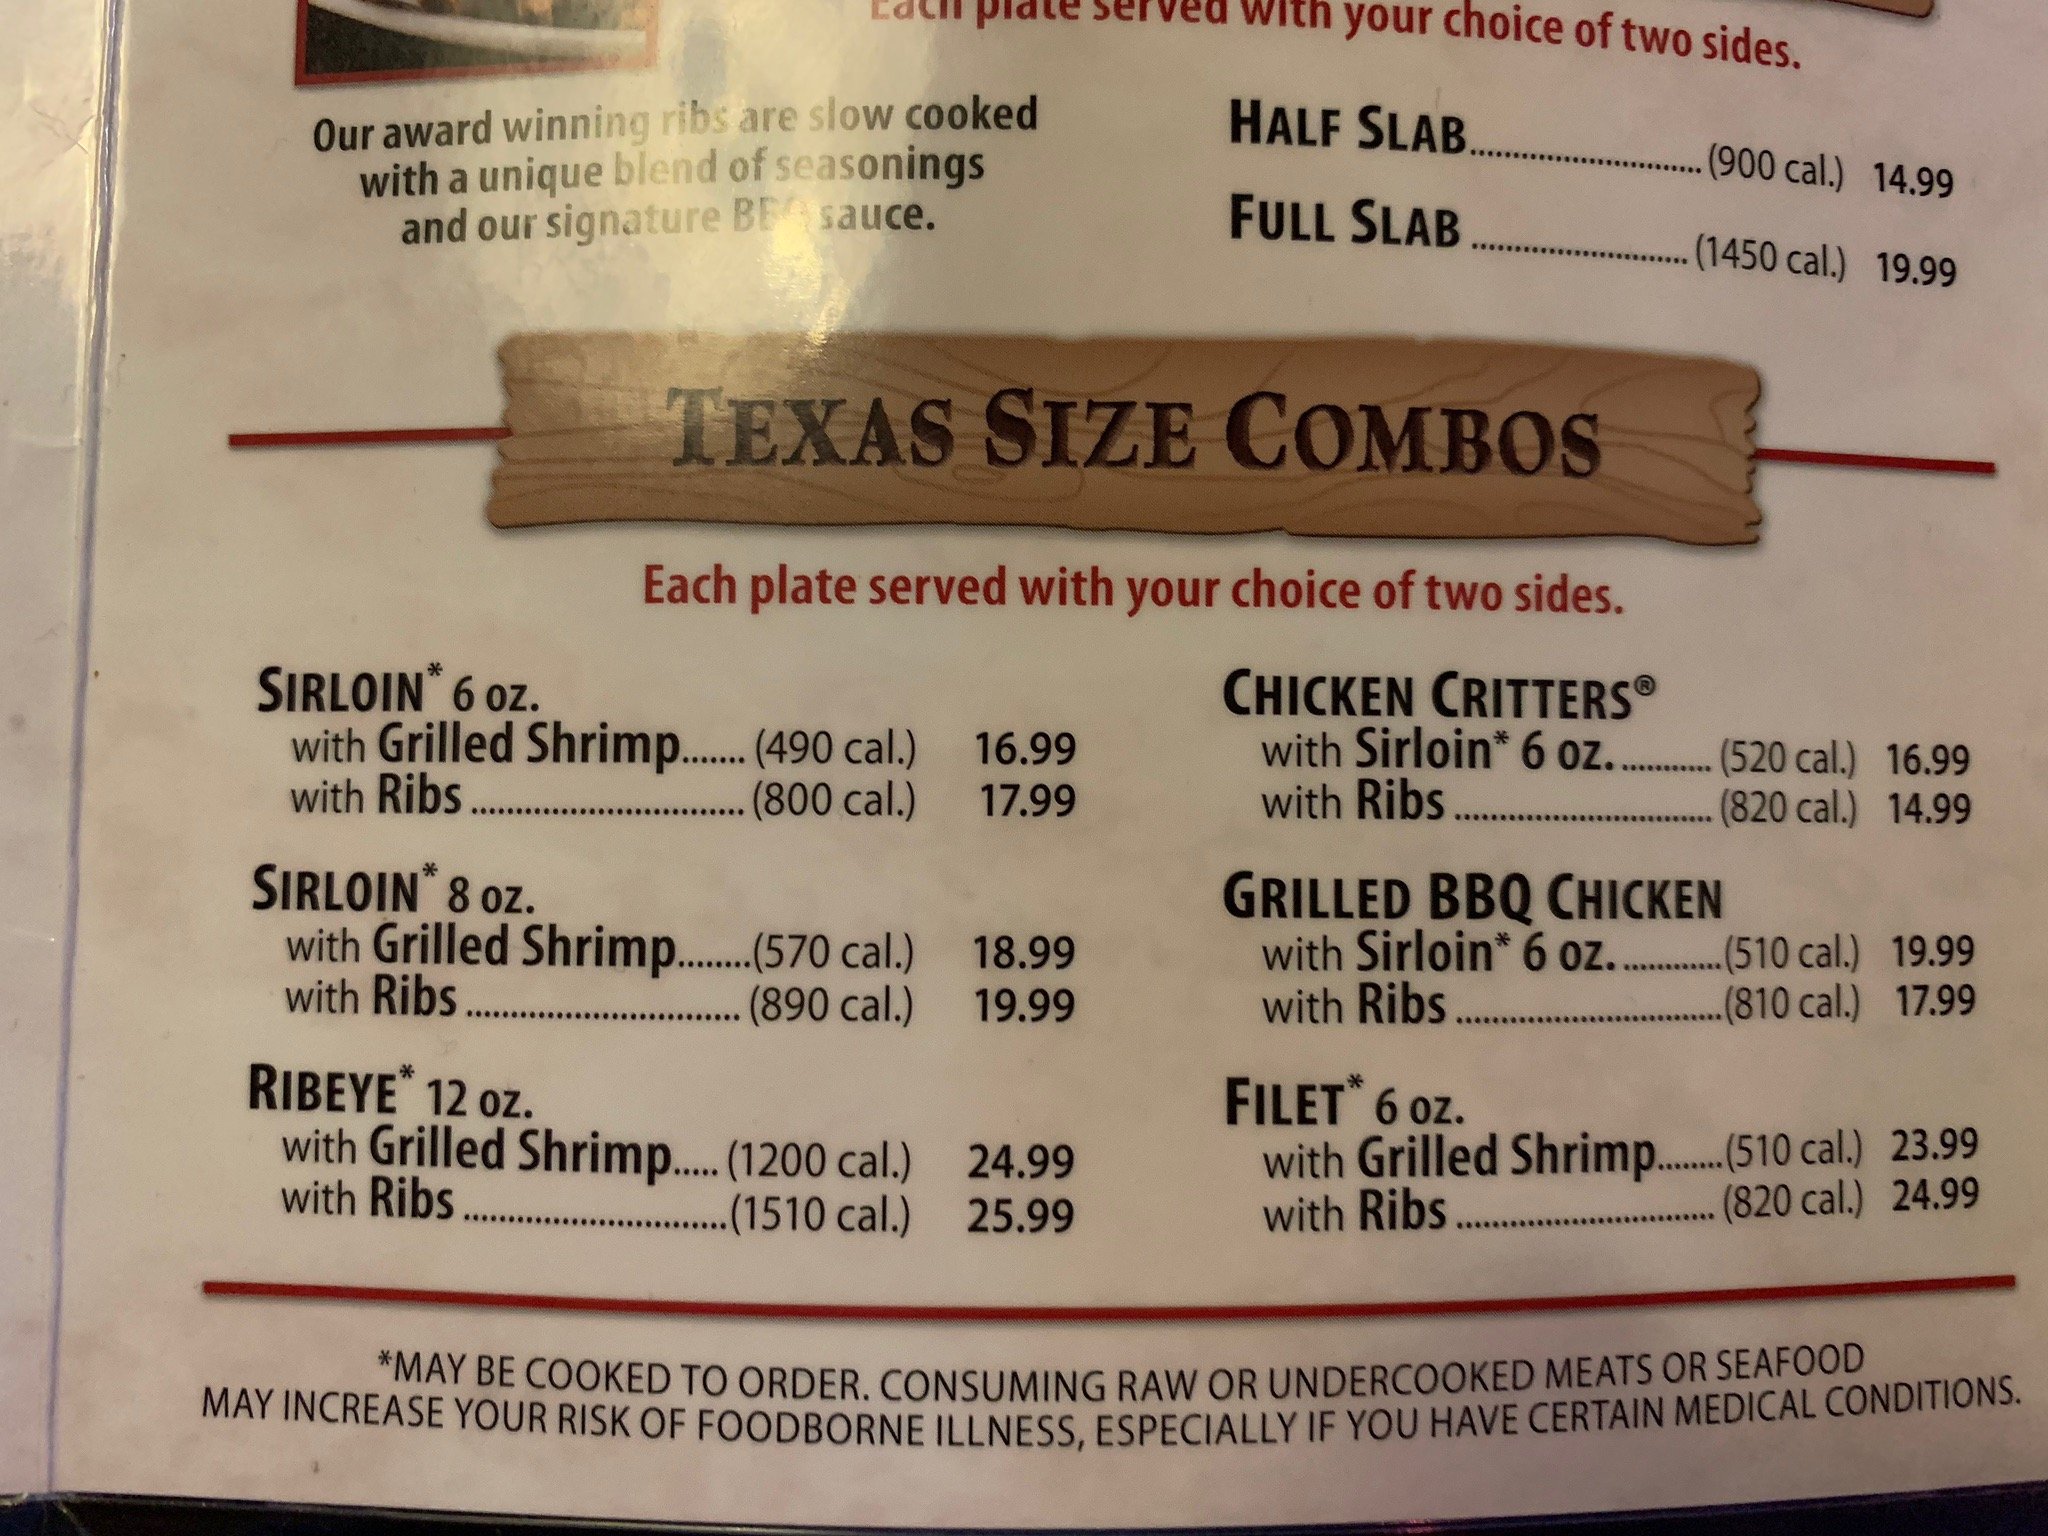 Each plate served with your choice of two sides.
Our award winning ribs are slow cooked
with a unique blend of seasonings
and our signature BBQ sauce.
HALF SLAB.............................(900 cal.) 14.99
FULL SLAB ...........................(1450 cal.) 19.99
TEXAS SIZE COMBOS
Each plate served with your choice of two sides.
SIRLOIN* 6 oz.
with Grilled Shrimp....... (490 cal.) 16.99
with Ribs .............................. (800 cal.) 17.99
SIRLOIN* 8 oz.
with Grilled Shrimp........(570 cal.) 18.99
with Ribs .............................. (890 cal.) 19.99
RIBEYE* 12 oz.
with Grilled Shrimp..... (1200 cal.) 24.99
with Ribs .............................(1510 cal.) 25.99
CHICKEN CRITTERS®
with Sirloin* 6 oz............ (520 cal.) 16.99
with Ribs ............................. (820 cal.) 14.99
GRILLED BBQ CHICKEN
with Sirloin* 6 oz.............(510 cal.) 19.99
with Ribs ..............................(810 cal.) 17.99
FILET* 6 oz.
with Grilled Shrimp........(510 cal.) 23.99
with Ribs ............................. (820 cal.) 24.99
*MAY BE COOKED TO ORDER. CONSUMING RAW OR UNDERCOOKED MEATS OR SEAFOOD
MAY INCREASE YOUR RISK OF FOODBORNE ILLNESS, ESPECIALLY IF YOU HAVE CERTAIN MEDICAL CONDITIONS.